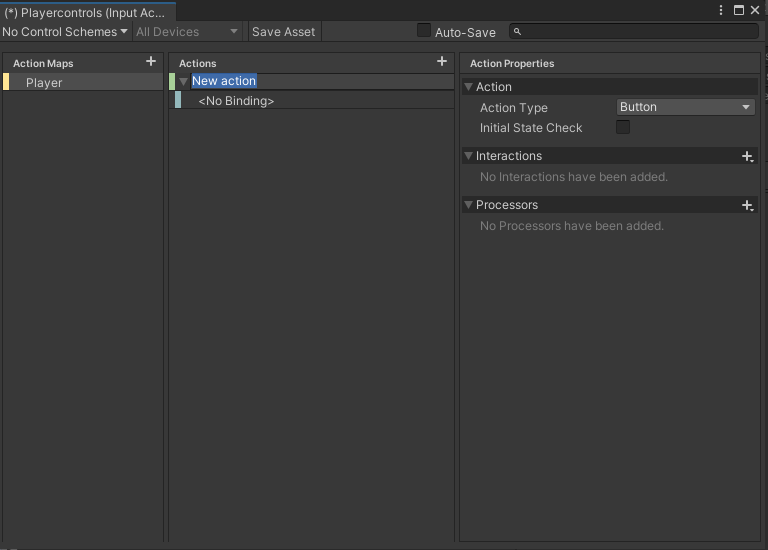 (*) Playercontrols (Input Ac...
No Control Schemes All Devices Save Asset Auto-Save
Action Maps
Player
Actions
New action
<No Binding>
Action Properties
Action
Action Type Button
Initial State Check
Interactions
No Interactions have been added.
Processors
No Processors have been added.